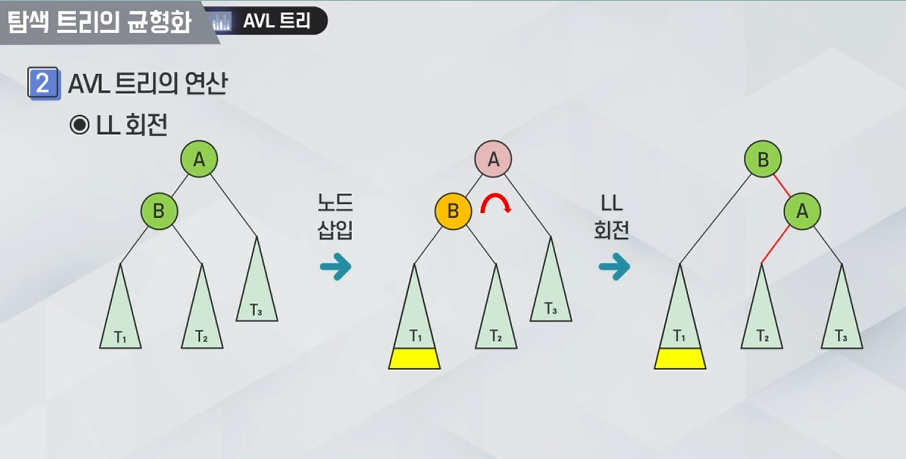 탐색 트리의 균형화
AVL 트리
2 AVL 트리의 연산
◉ LL 회전
A
B
T₁
T₂
T₃
노드
삽입
A
B
T₁
T₂
T₃
LL
회전
B
A
T₁
T₂
T₃